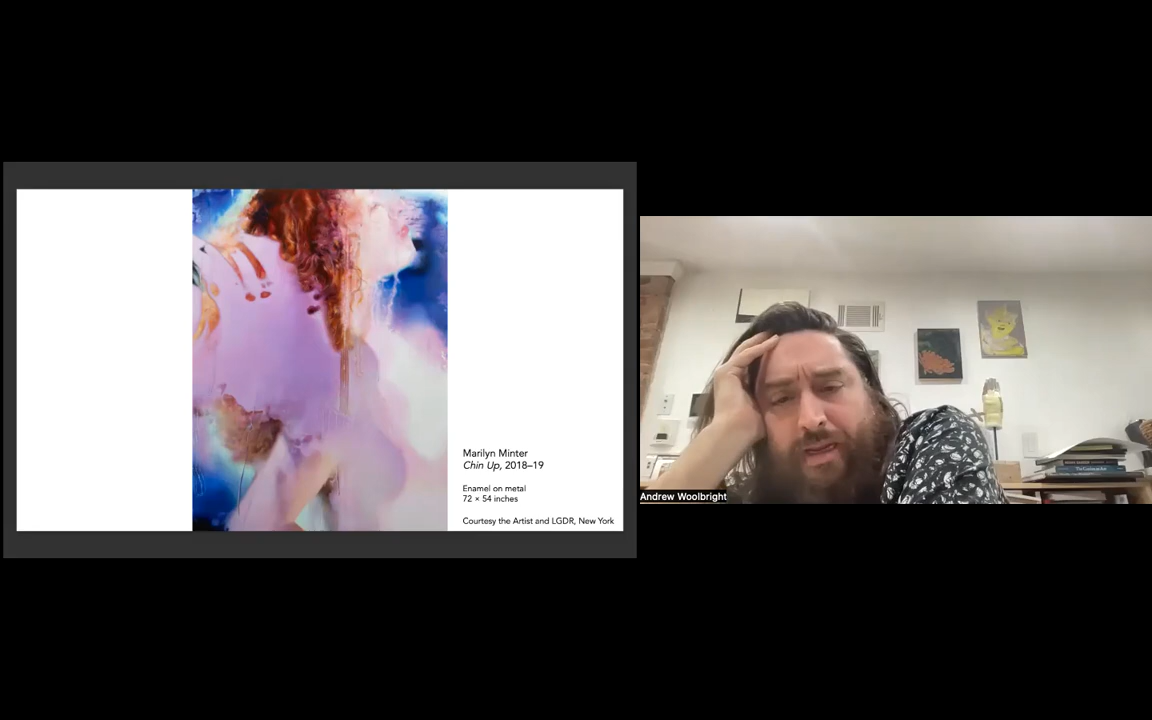 Marilyn Minter
Chin Up, 2018–19
Enamel on metal
72 × 54 inches
Courtesy the Artist and LGDR, New York
Andrew Woolbright